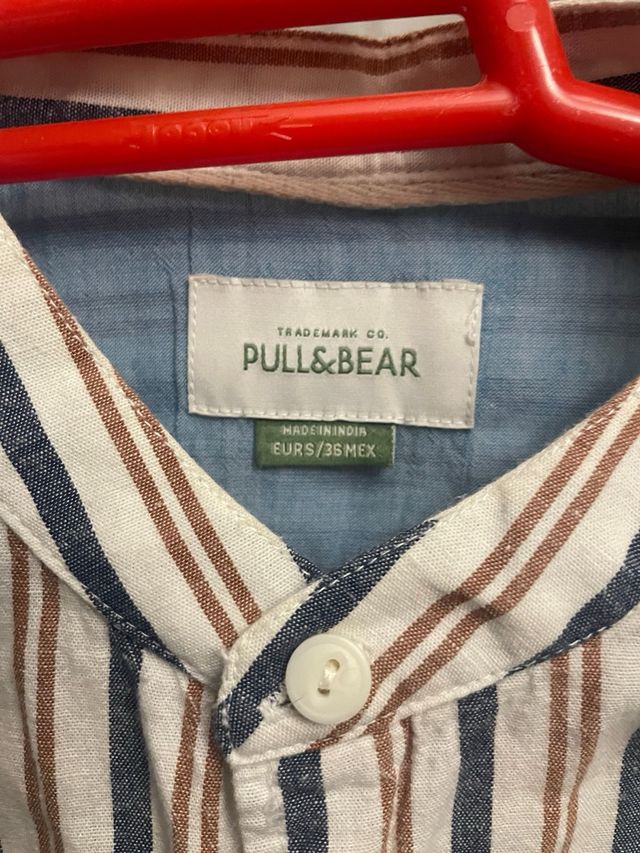 TRADEMARK CO.
PULL&BEAR
MADE IN INDIA
EUR S/36 MEX